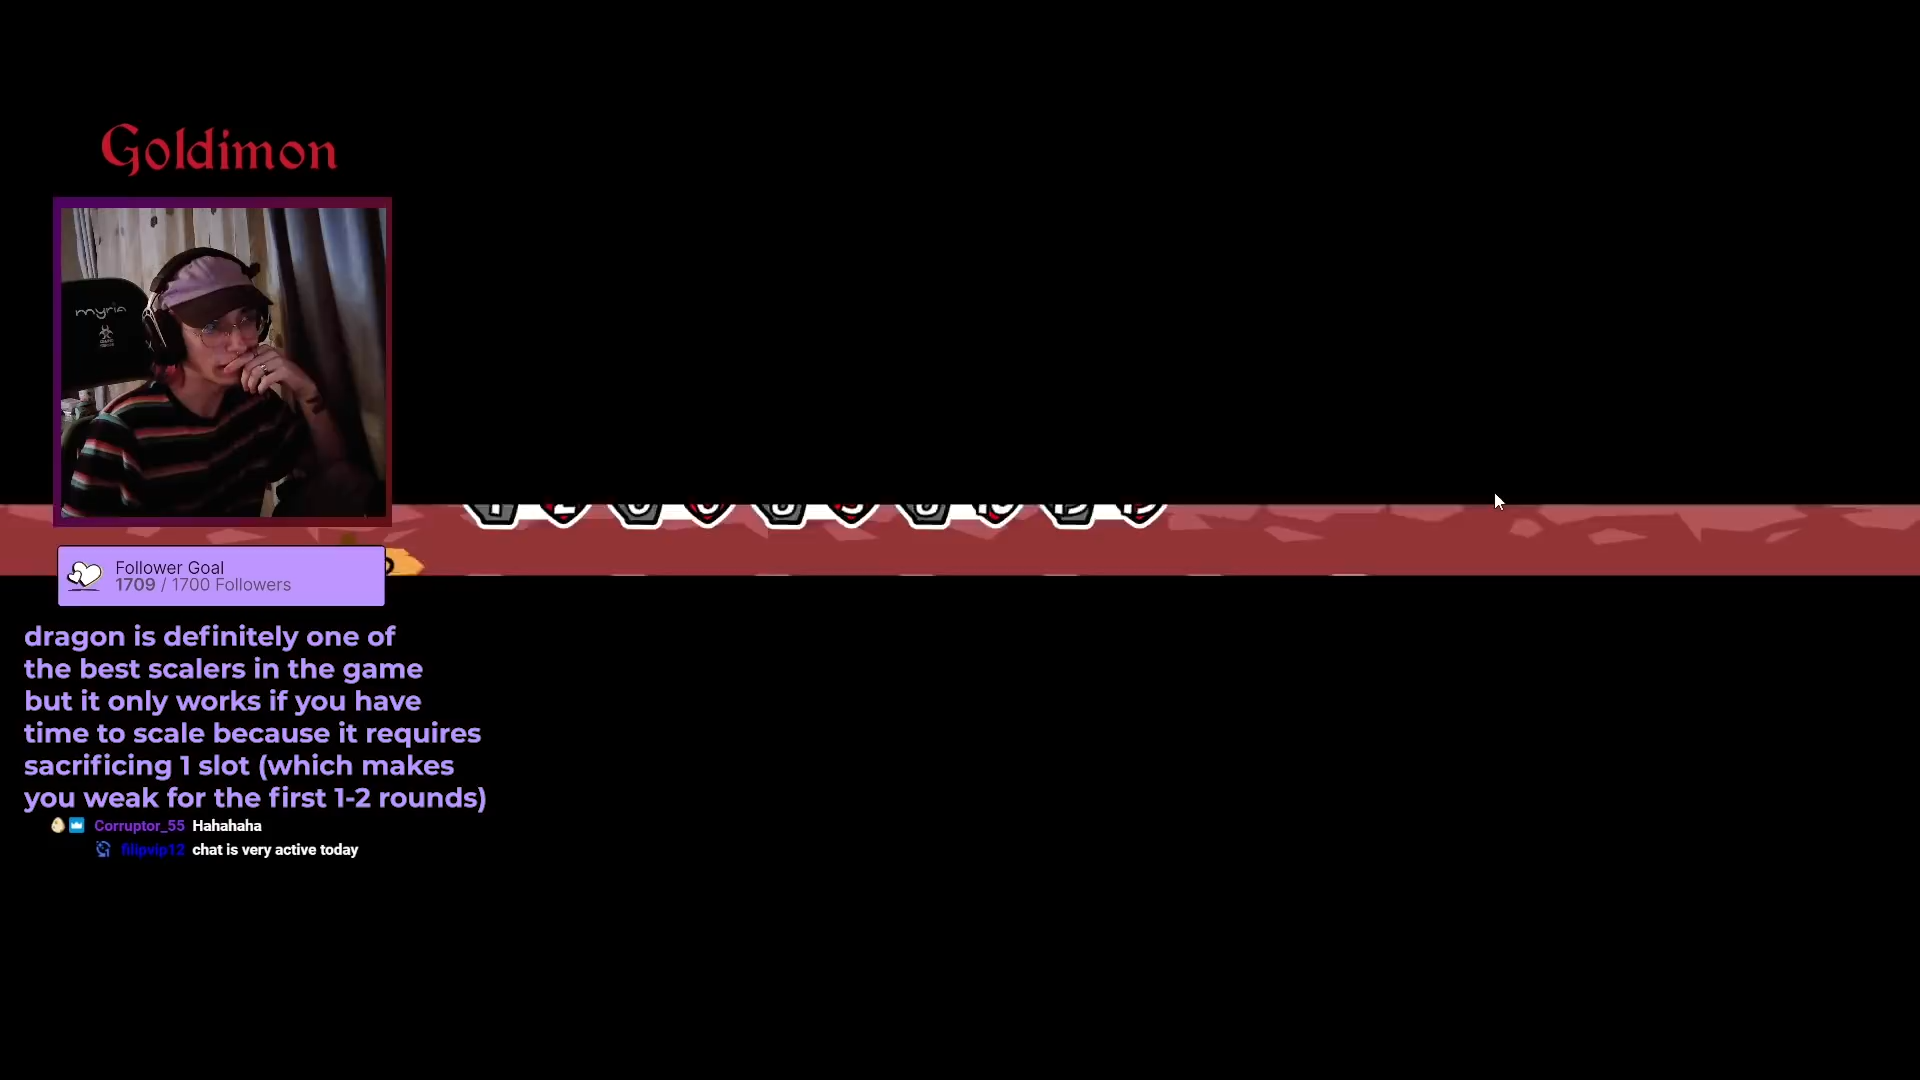 Goldimon
myria
Follower Goal
1709 / 1700 Followers
dragon is definitely one of
the best scalers in the game
but it only works if you have
time to scale because it requires
sacrificing 1 slot (which makes
you weak for the first 1-2 rounds)
Corruptor_55 Hahahaha
filipvip12 chat is very active today